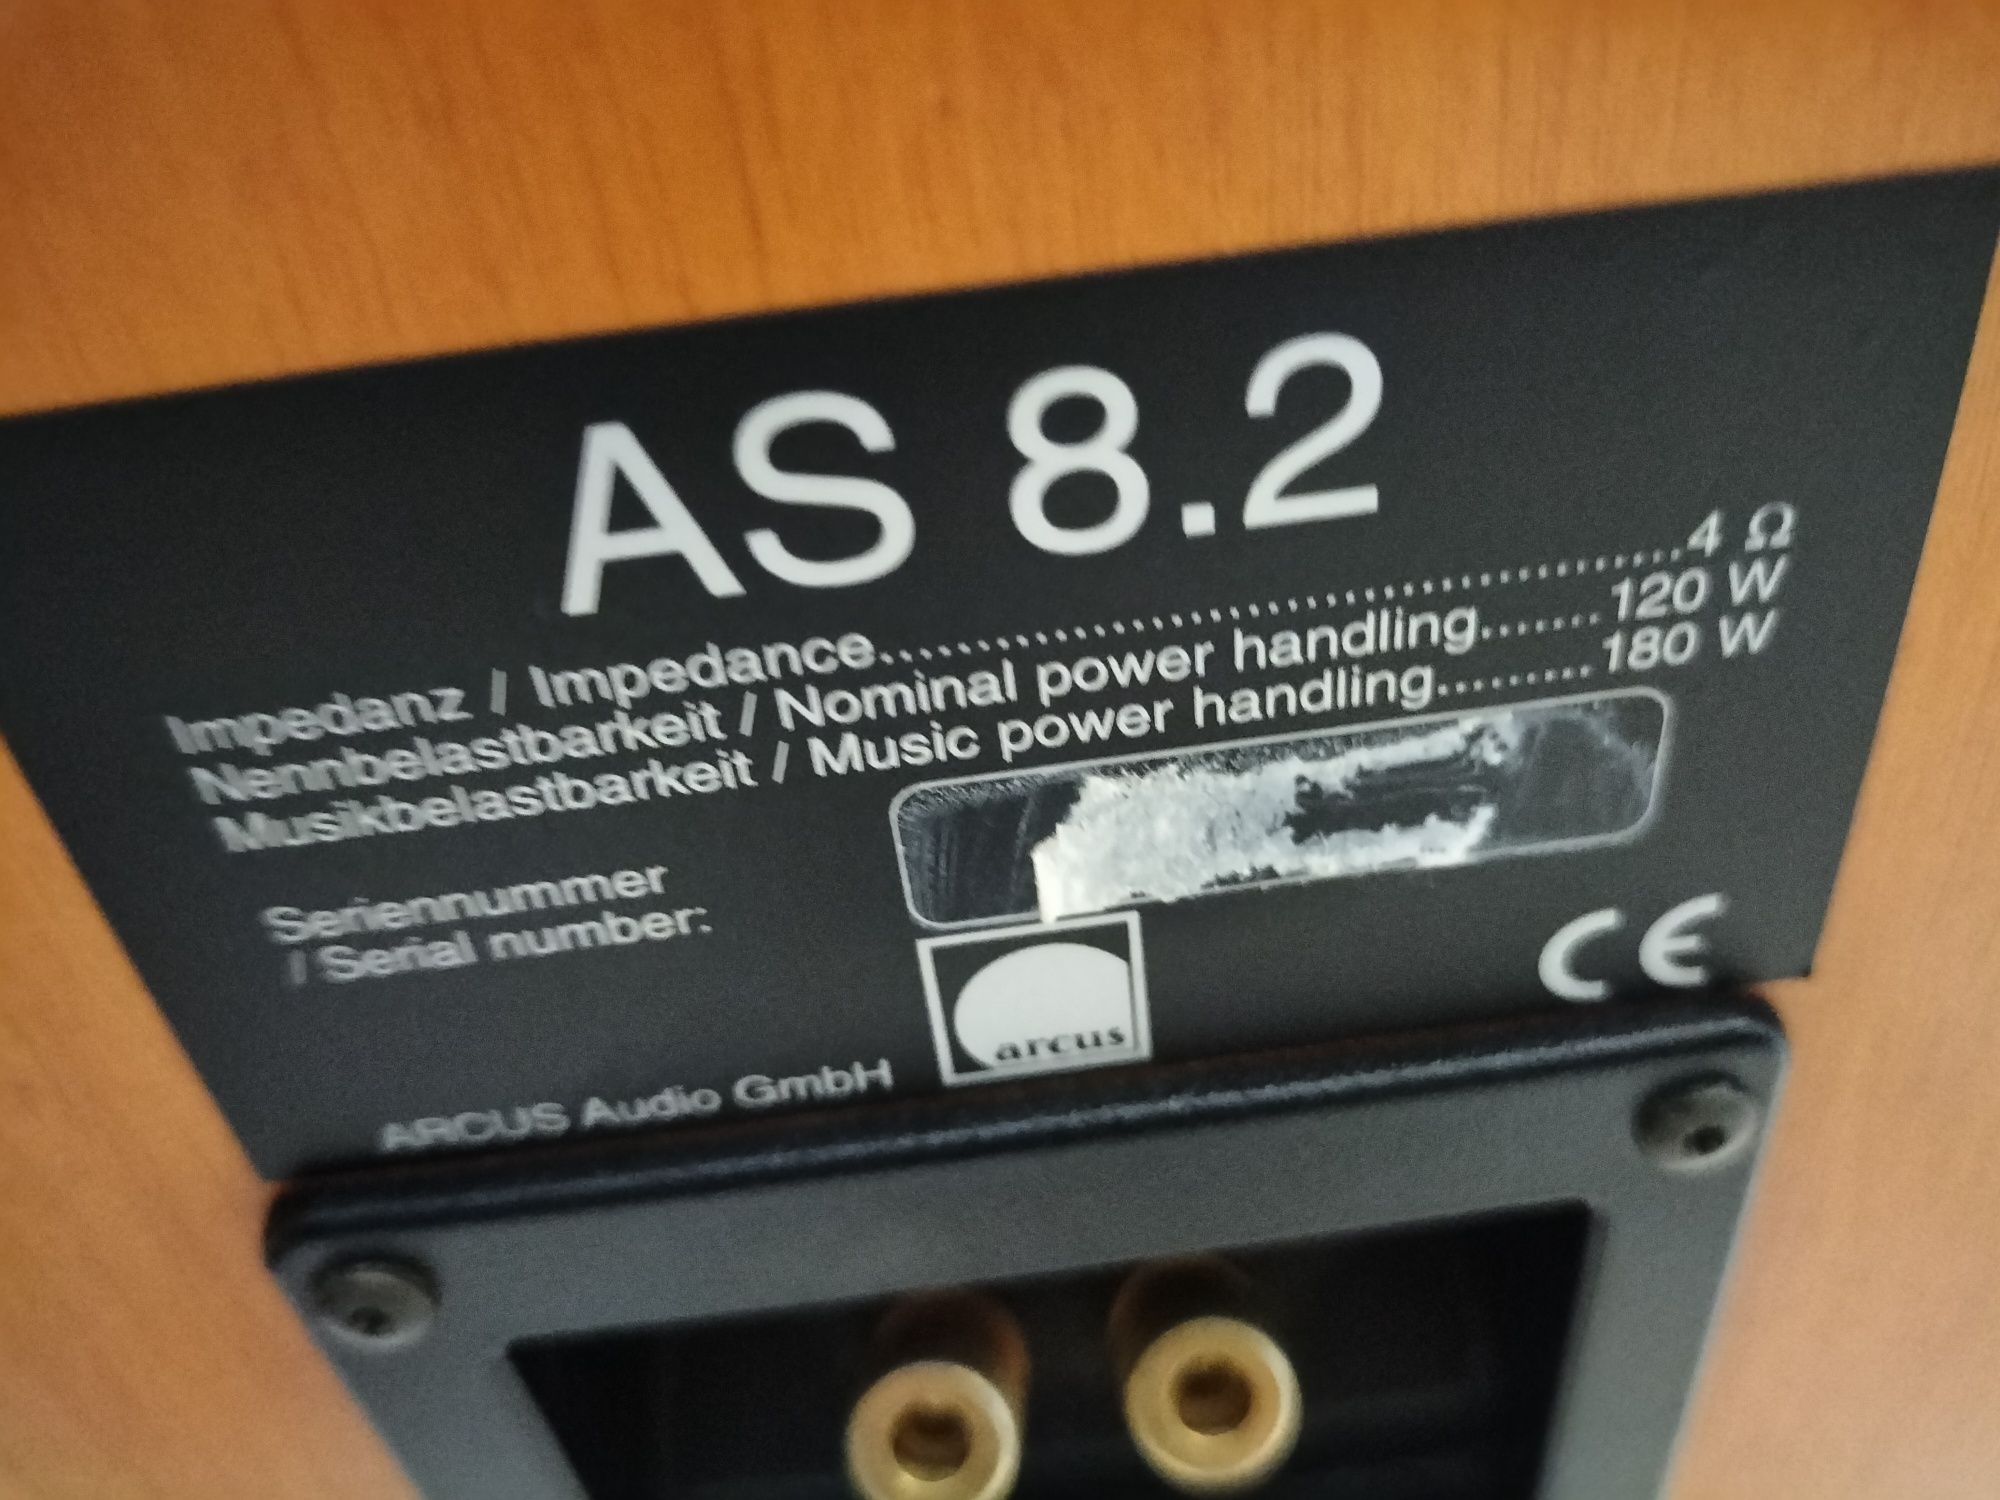 AS 8.2
Impedanz / Impedance........................................4 Ω
Nennbelastbarkeit / Nominal power handling.......120 W
Musikbelastbarkeit / Music power handling.........180 W
Seriennummer
/ Serial number:
arcus
CE
ARCUS Audio GmbH